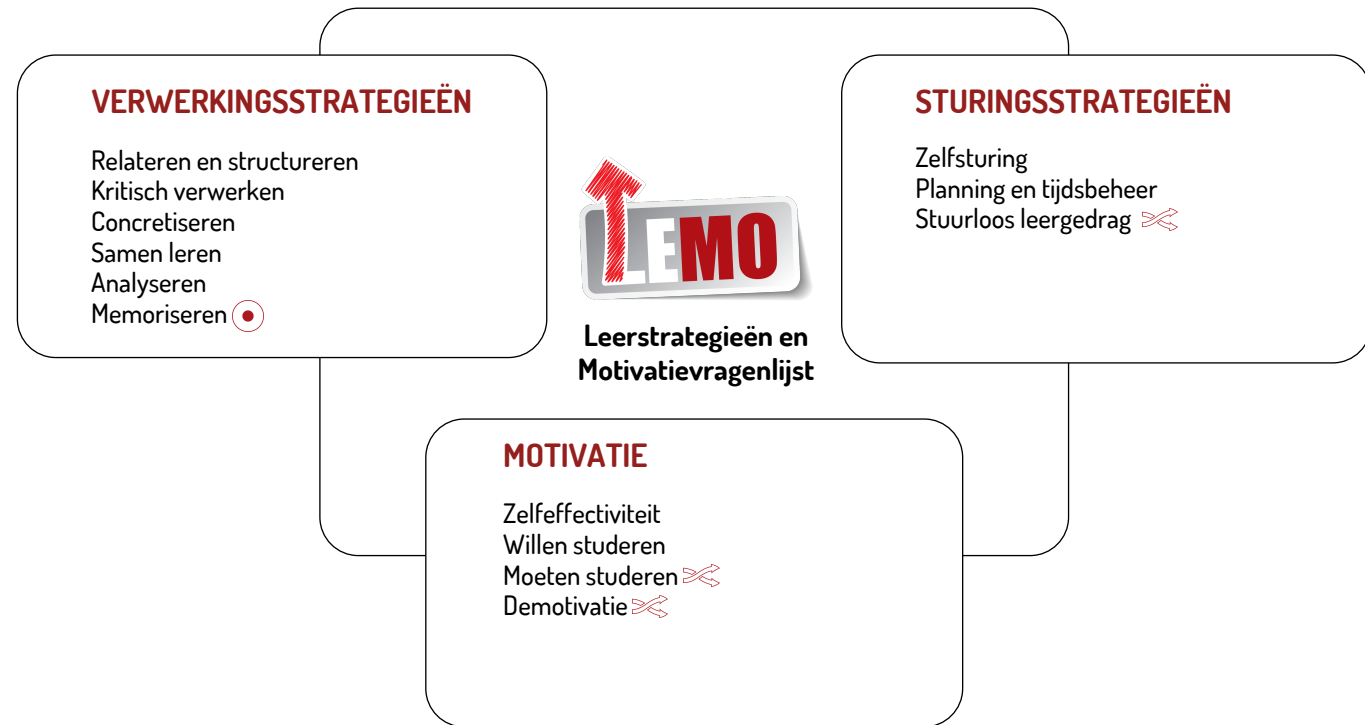 VERWERKINGSSTRATEGIEËN
Relateren en structureren
Kritisch verwerken
Concretiseren
Samen leren
Analyseren
Memoriseren
LEMO
Leerstrategieën en
Motivatievragenlijst
STURINGSSTRATEGIEËN
Zelfsturing
Planning en tijdsbeheer
Stuurloos leergedrag
MOTIVATIE
Zelfeffectiviteit
Willen studeren
Moeten studeren
Demotivatie